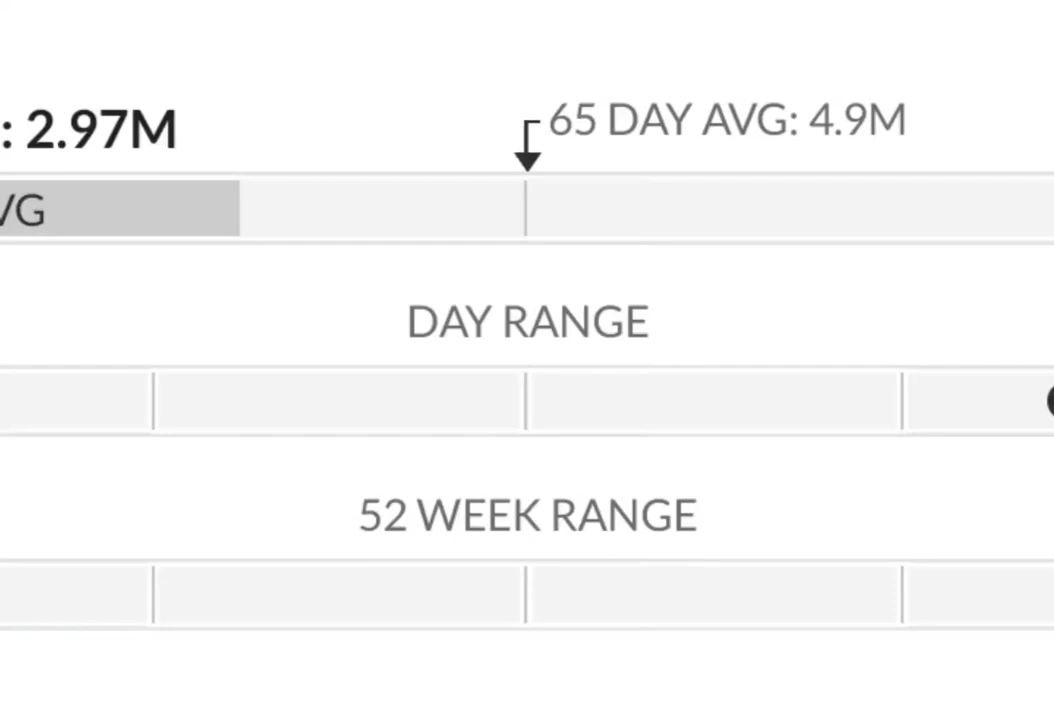 : 2.97M
65 DAY AVG: 4.9M
VG
DAY RANGE
52 WEEK RANGE